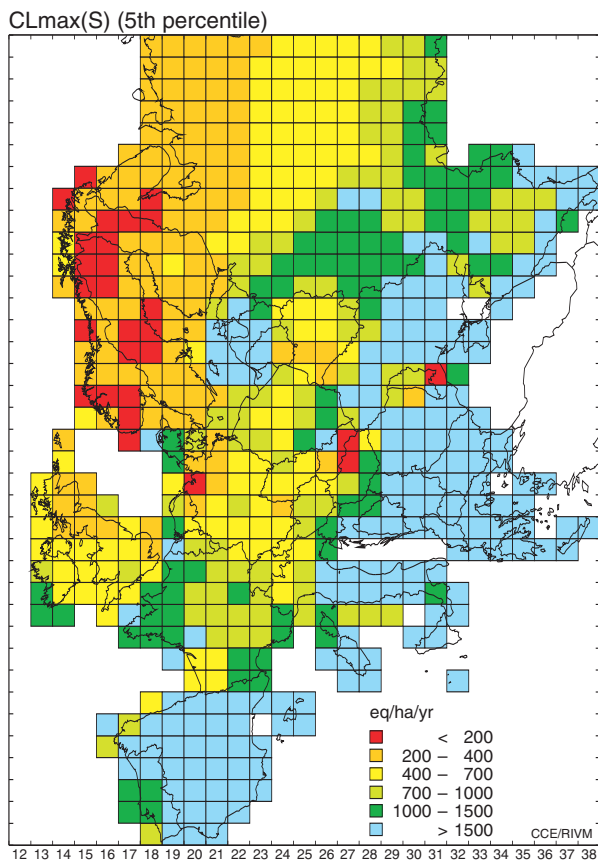 CLmax(S) (5th percentile)
eq/ha/yr
< 200
200 – 400
400 – 700
700 – 1000
1000 – 1500
> 1500
CCE/RIVM
12 13 14 15 16 17 18 19 20 21 22 23 24 25 26 27 28 29 30 31 32 33 34 35 36 37 38